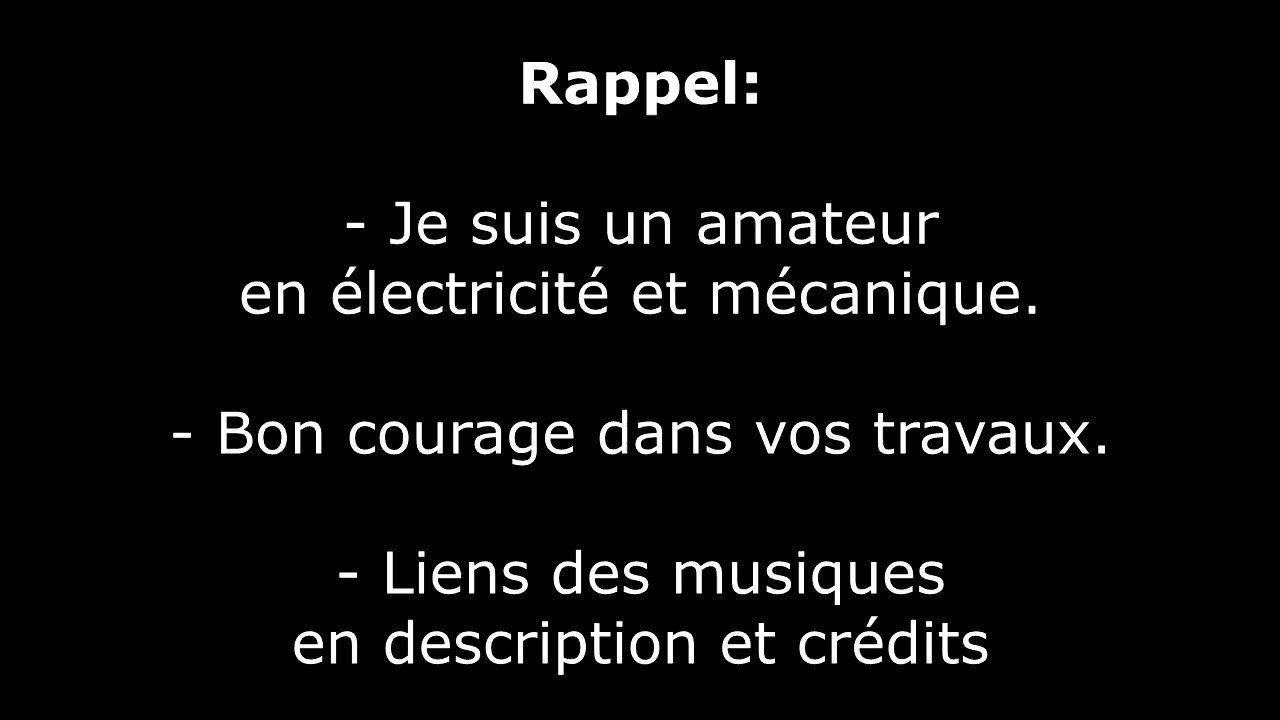 Rappel:
- Je suis un amateur
en électricité et mécanique.
- Bon courage dans vos travaux.
- Liens des musiques
en description et crédits